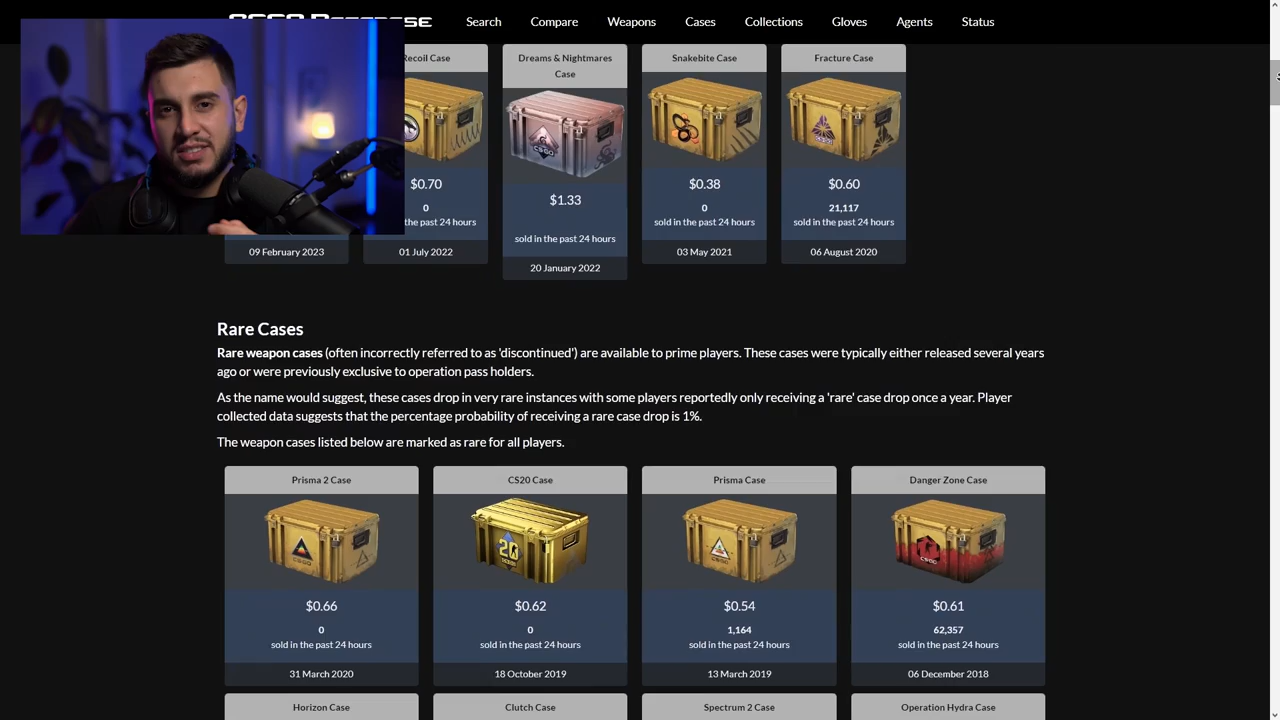 Search
Compare
Weapons
Cases
Collections
Gloves
Agents
Status
Recoil Case
Dreams & Nightmares
Case
Snakebite Case
Fracture Case
$0.70
$1.33
$0.38
$0.60
0
0
21,117
the past 24 hours
sold in the past 24 hours
sold in the past 24 hours
sold in the past 24 hours
09 February 2023
01 July 2022
20 January 2022
03 May 2021
06 August 2020
Rare Cases
Rare weapon cases (often incorrectly referred to as 'discontinued') are available to prime players. These cases were typically either released several years
ago or were previously exclusive to operation pass holders.
As the name would suggest, these cases drop in very rare instances with some players reportedly only receiving a 'rare' case drop once a year. Player
collected data suggests that the percentage probability of receiving a rare case drop is 1%.
The weapon cases listed below are marked as rare for all players.
Prisma 2 Case
CS20 Case
Prisma Case
Danger Zone Case
20
$0.66
$0.62
$0.54
$0.61
0
0
1,164
62,357
sold in the past 24 hours
sold in the past 24 hours
sold in the past 24 hours
sold in the past 24 hours
31 March 2020
18 October 2019
13 March 2019
06 December 2018
Horizon Case
Clutch Case
Spectrum 2 Case
Operation Hydra Case